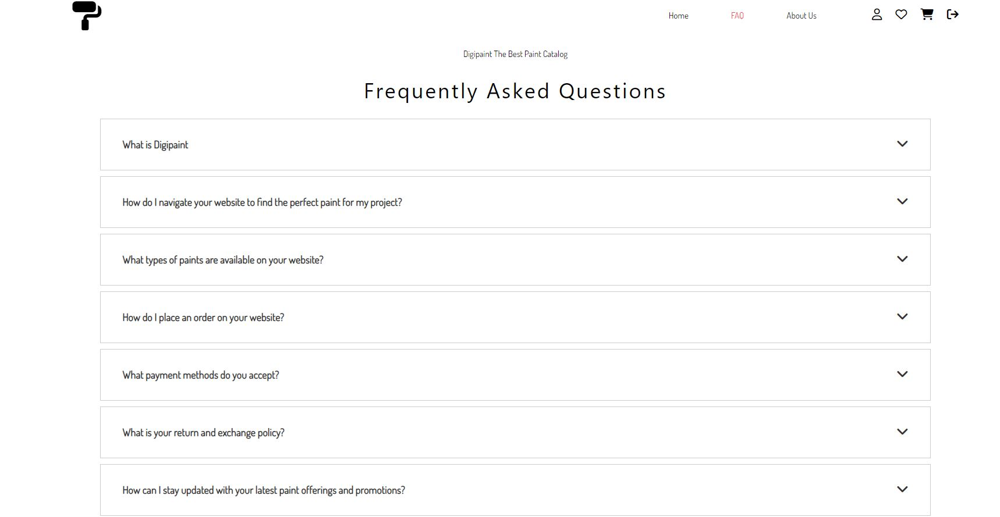 Home FAQ About Us
Digipaint The Best Paint Catalog
Frequently Asked Questions
What is Digipaint
How do I navigate your website to find the perfect paint for my project?
What types of paints are available on your website?
How do I place an order on your website?
What payment methods do you accept?
What is your return and exchange policy?
How can I stay updated with your latest paint offerings and promotions?